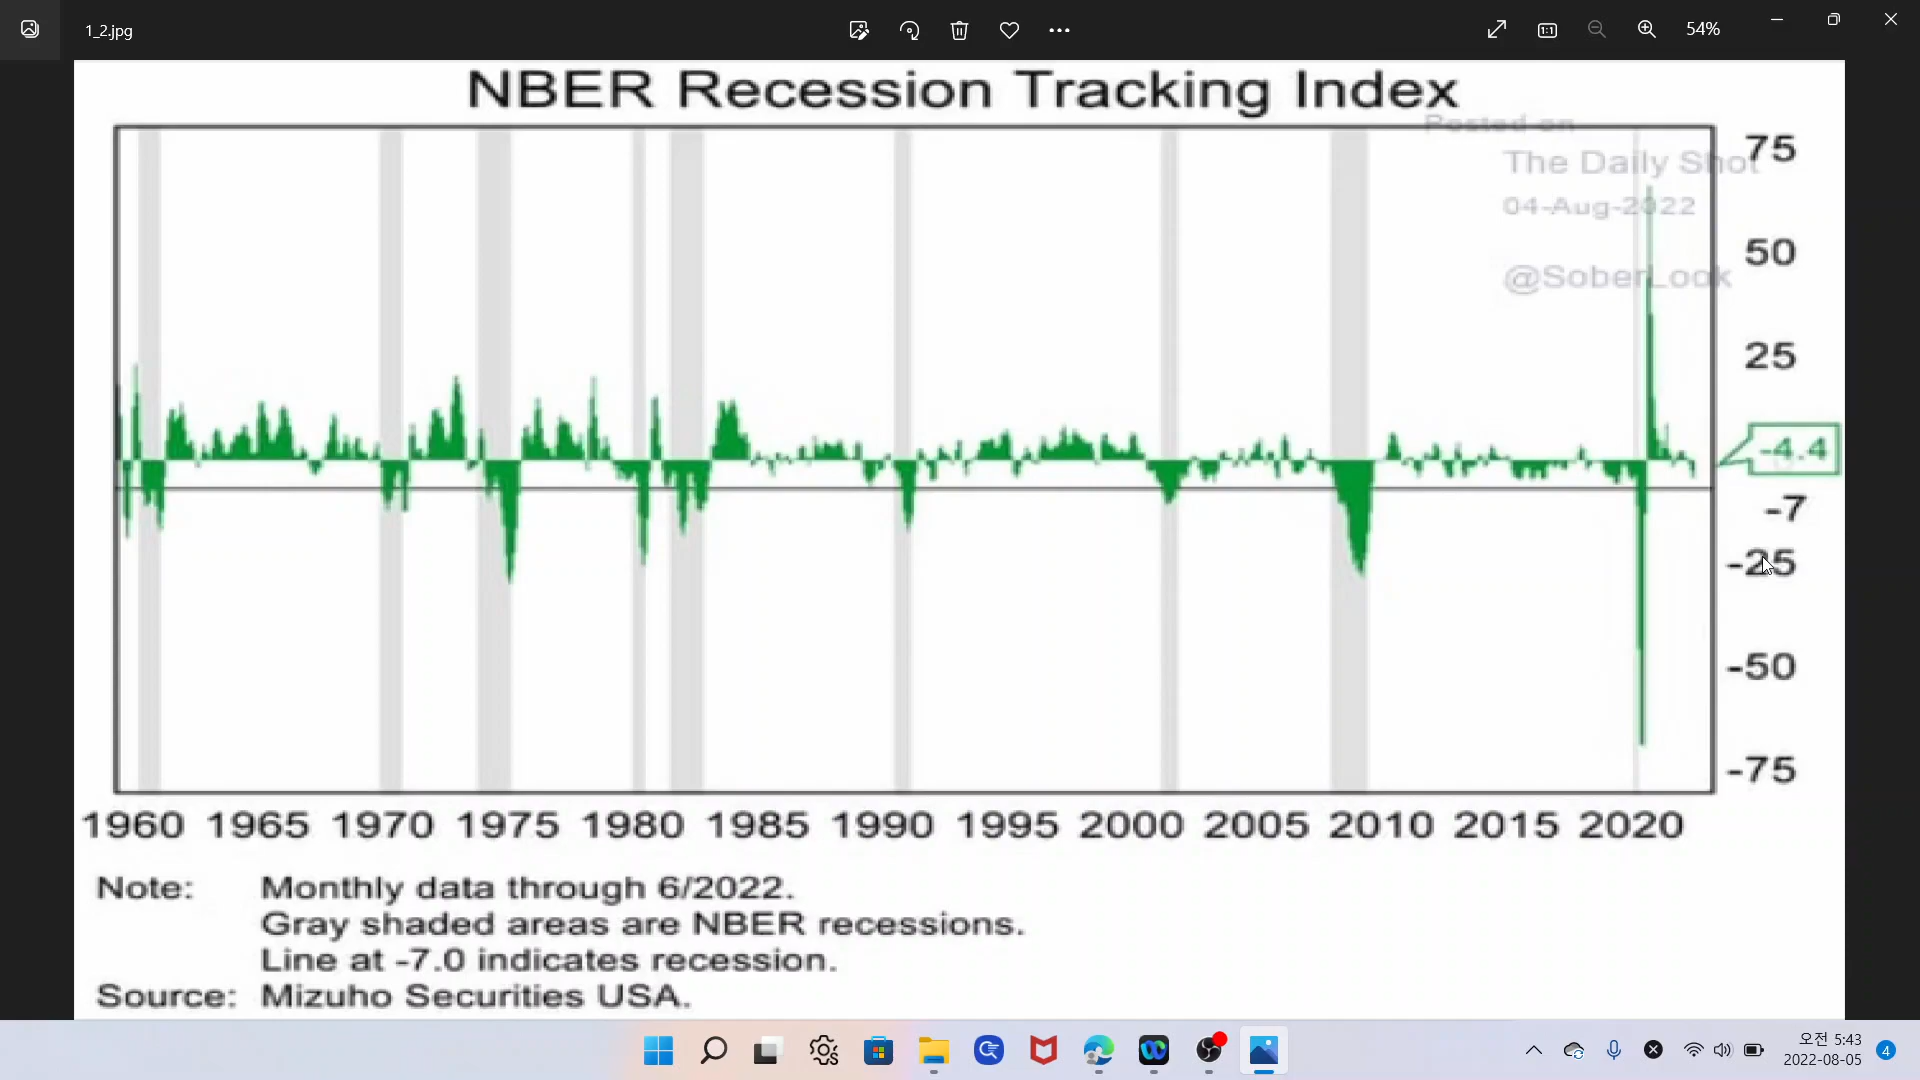 1_2.jpg
54%
NBER Recession Tracking Index
Posted on
The Daily Shot
04-Aug-2022
@SoberLook
75
50
25
-4.4
-7
-25
-50
-75
1960 1965 1970 1975 1980 1985 1990 1995 2000 2005 2010 2015 2020
Note: Monthly data through 6/2022.
Gray shaded areas are NBER recessions.
Line at -7.0 indicates recession.
Source: Mizuho Securities USA.
오전 5:43
2022-08-05
4